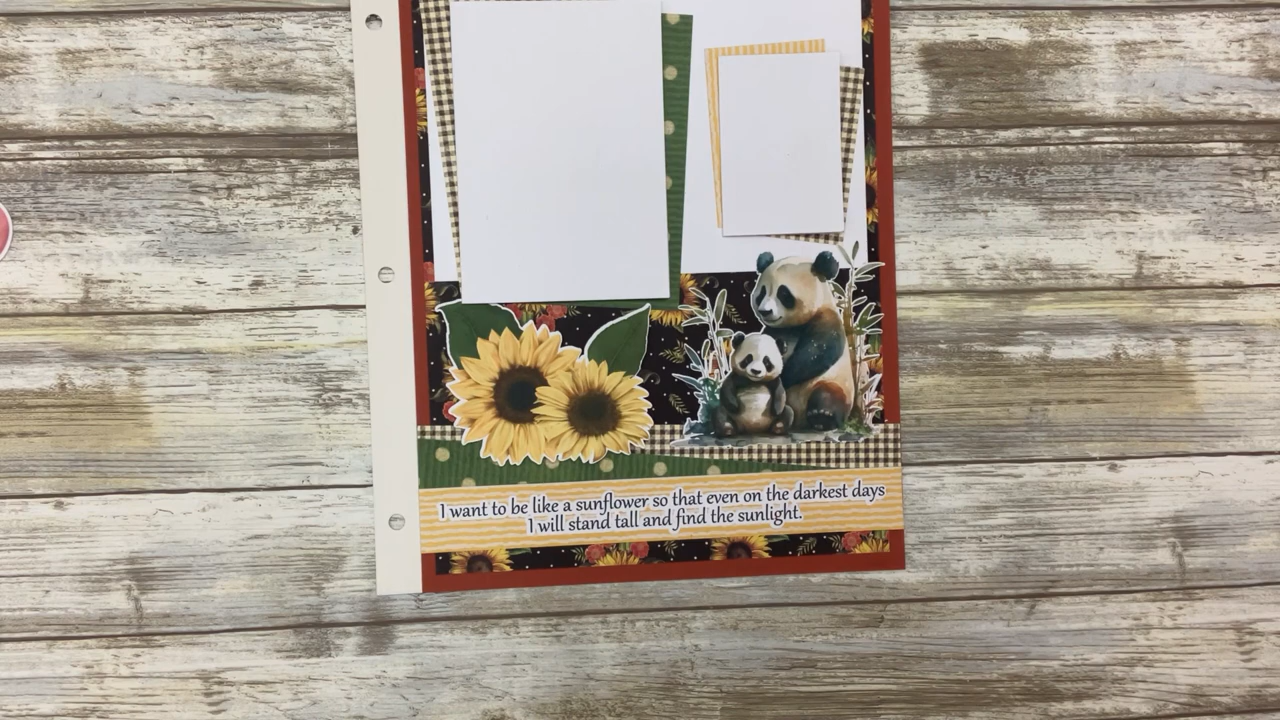 I want to be like a sunflower so that even on the darkest days
I will stand tall and find the sunlight.